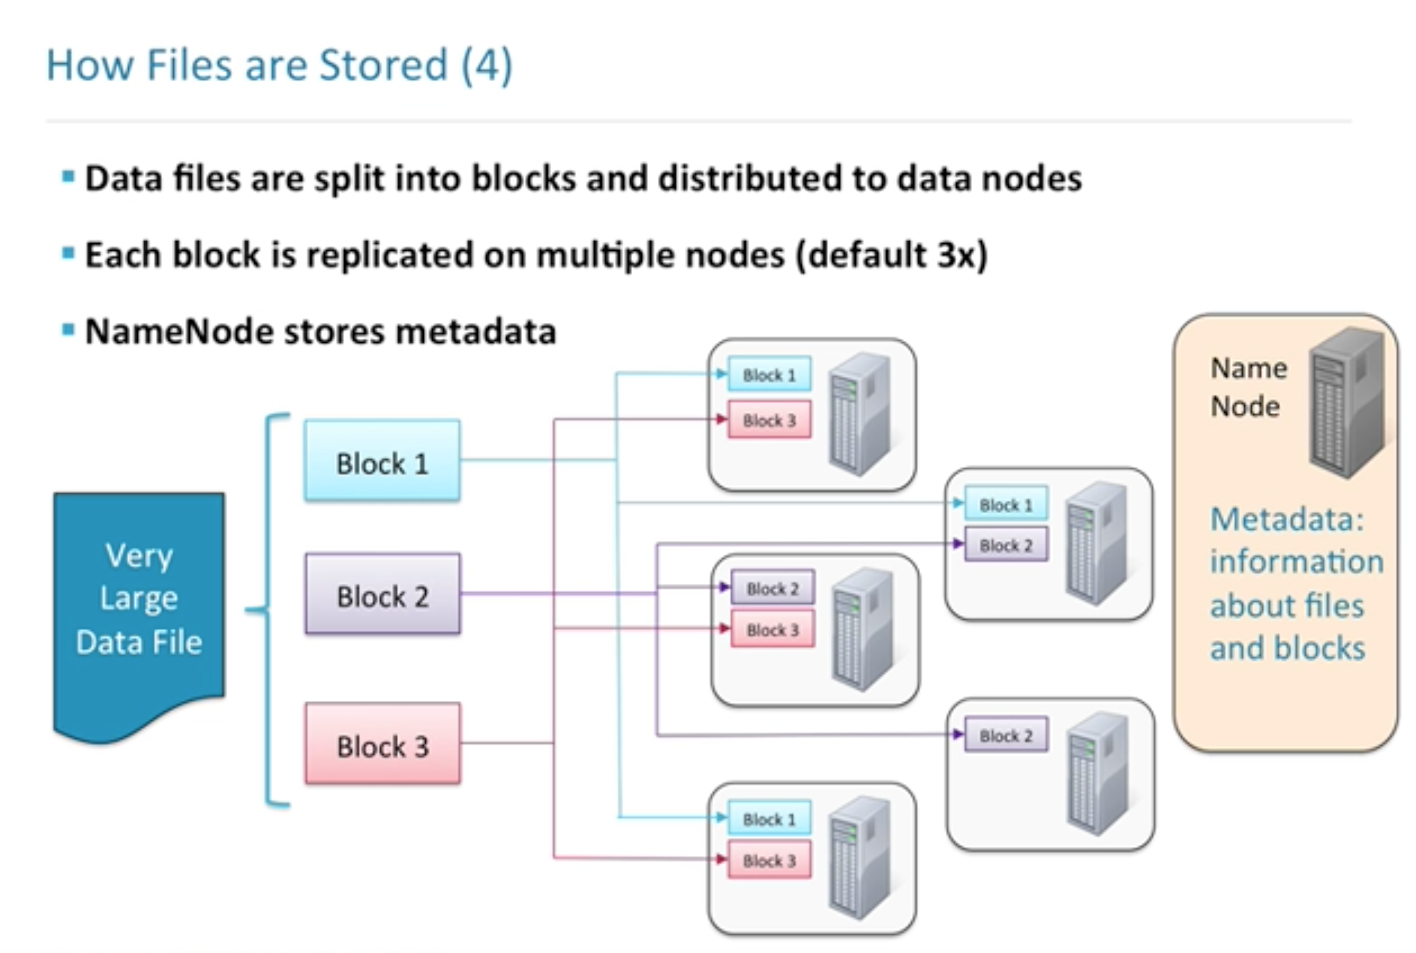 How Files are Stored (4)
Data files are split into blocks and distributed to data nodes
Each block is replicated on multiple nodes (default 3x)
NameNode stores metadata
Very
Large
Data File
Block 1
Block 2
Block 3
Block 1
Block 3
Block 1
Block 2
Block 2
Block 3
Block 2
Block 1
Block 3
Name
Node
Metadata:
information
about files
and blocks